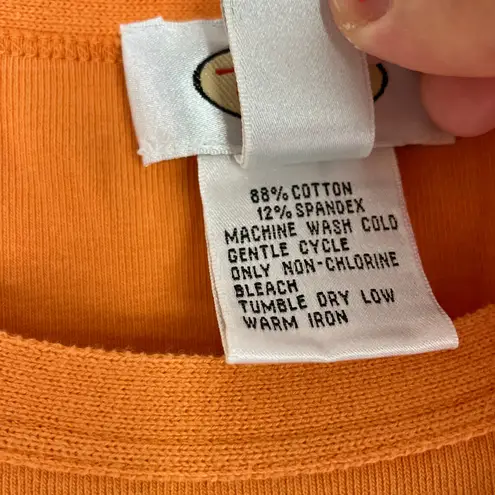 88% COTTON
12% SPANDEX
MACHINE WASH COLD
GENTLE CYCLE
ONLY NON-CHLORINE
BLEACH
TUMBLE DRY LOW
WARM IRON